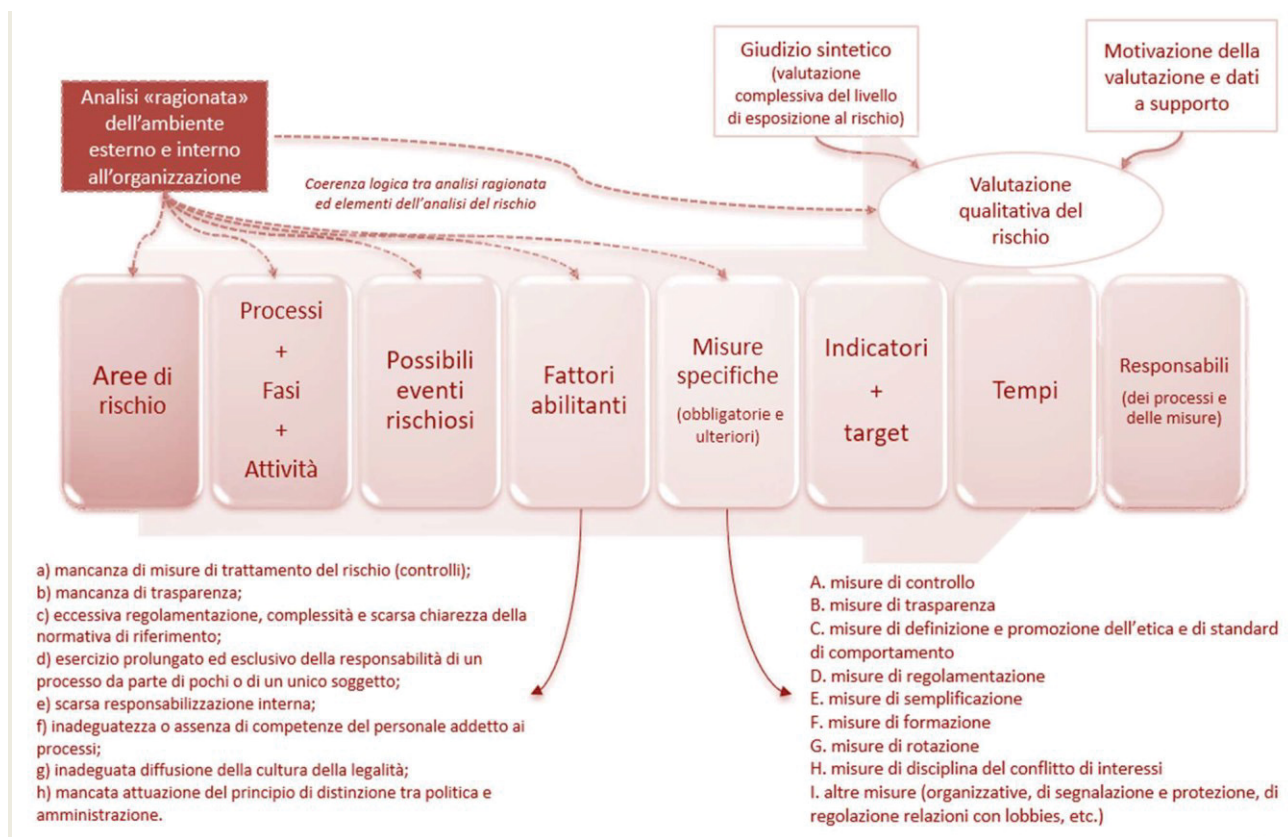 Analisi «ragionata»
dell’ambiente
esterno e interno
all’organizzazione
Giudizio sintetico
(valutazione
complessiva del livello
di esposizione al rischio)
Motivazione della
valutazione e dati
a supporto
Coerenza logica tra analisi ragionata
ed elementi dell’analisi del rischio
Valutazione
qualitativa del
rischio
Aree di
rischio
Processi
+
Fasi
+
Attività
Possibili
eventi
rischiosi
Fattori
abilitanti
Misure
specifiche
(obbligatorie e
ulteriori)
Indicatori
+
target
Tempi
Responsabili
(dei processi e
delle misure)
a) mancanza di misure di trattamento del rischio (controlli);
b) mancanza di trasparenza;
c) eccessiva regolamentazione, complessità e scarsa chiarezza della
normativa di riferimento;
d) esercizio prolungato ed esclusivo della responsabilità di un
processo da parte di pochi o di un unico soggetto;
e) scarsa responsabilizzazione interna;
f) inadeguatezza o assenza di competenze del personale addetto ai
processi;
g) inadeguata diffusione della cultura della legalità;
h) mancata attuazione del principio di distinzione tra politica e
amministrazione.
A. misure di controllo
B. misure di trasparenza
C. misure di definizione e promozione dell’etica e di standard
di comportamento
D. misure di regolamentazione
E. misure di semplificazione
F. misure di formazione
G. misure di rotazione
H. misure di disciplina del conflitto di interessi
I. altre misure (organizzative, di segnalazione e protezione, di
regolazione relazioni con lobbies, etc.)